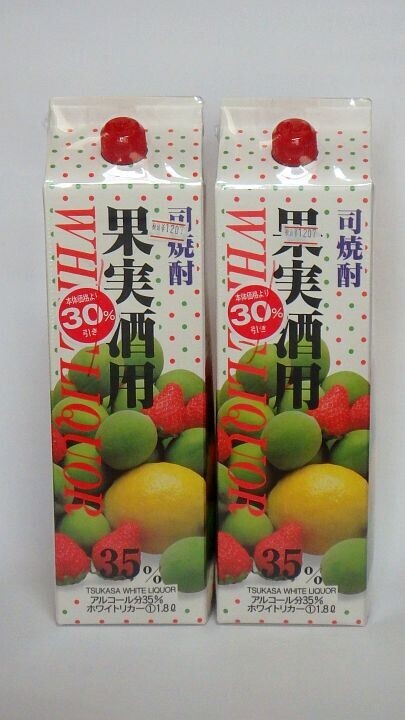 司焼酎
果実酒用
WHITE LIQUOR
本体価格より
30%
引き
35%
TSUKASA WHITE LIQUOR
アルコール分35%
ホワイトリカー①1.8ℓ
司焼酎
果実酒用
WHITE LIQUOR
本体価格より
30%
引き
35%
TSUKASA WHITE LIQUOR
アルコール分35%
ホワイトリカー①1.8ℓ